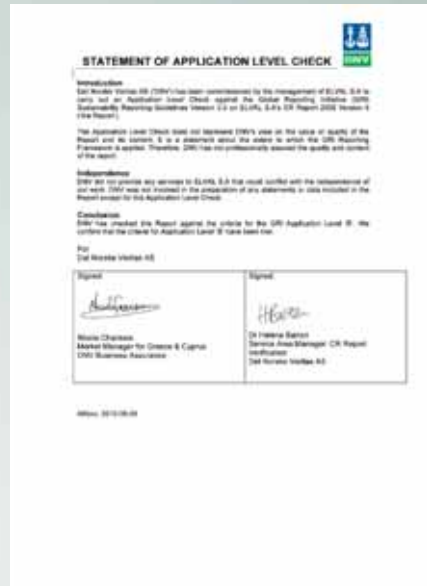 DNV
STATEMENT OF APPLICATION LEVEL CHECK
Introduction
Det Norske Veritas AS ('DNV') has been commissioned by the management of ELVAL S.A to
carry out an Application Level Check against the Global Reporting Initiative (GRI)
Sustainability Reporting Guidelines Version 3.0 on ELVAL S.A's CR Report
(the Report).
The Application Level Check does not represent DNV's view on the value or quality of the
Report and its content. It is a statement about the extent to which the GRI Reporting
Framework is applied. Therefore, DNV has not professionally assured the quality and content
of the report.
Independence
DNV did not provide any services to ELVAL S.A that could conflict with the independence of
our work. DNV was not involved in the preparation of any statements or data included in the
Report except for this Application Level Check.
Conclusion
DNV has checked this Report against the criteria for the GRI Application Level. We
confirm that the criteria for Application Level have been met.
For
Det Norske Veritas AS
Signed:
Signed:
Market Manager for Greece & Cyprus
DNV Business Assurance
Dr Helena Barton
Service Area Manager: CR Report
Verification
Det Norske Veritas AS